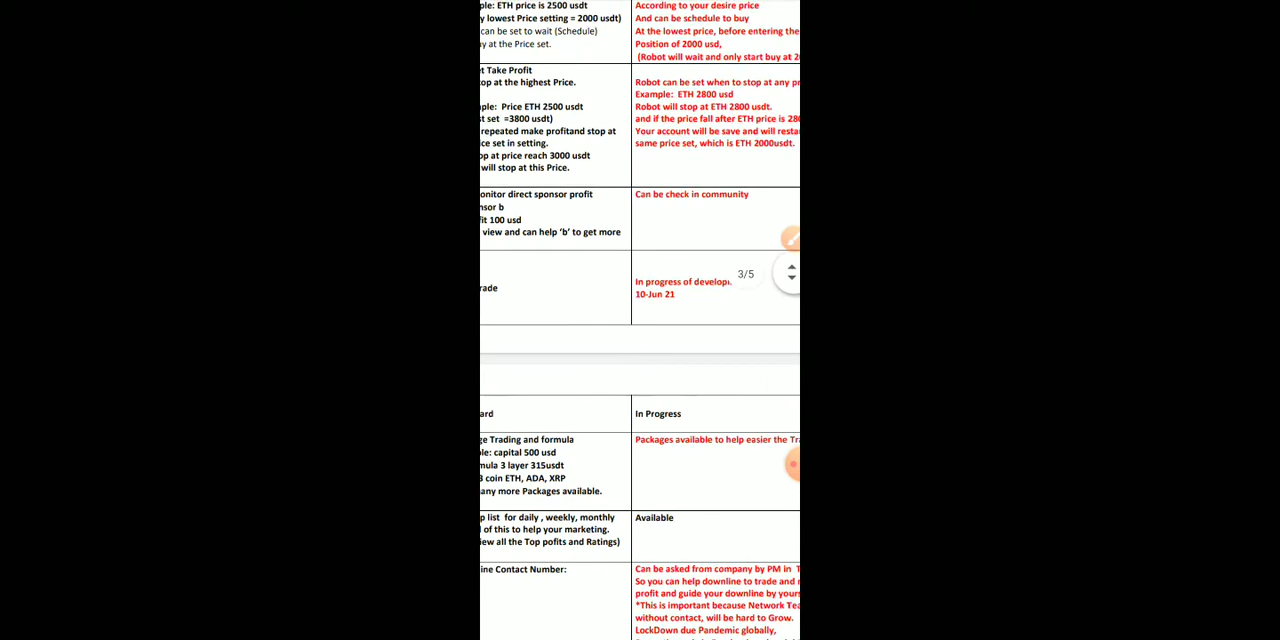 ple: ETH price is 2500 usdt
y lowest Price setting = 2000 usdt)
can be set to wait (Schedule)
y at the Price set.
According to your desire price
And can be schedule to buy
At the lowest price, before entering the
Position of 2000 usd,
(Robot will wait and only start buy at 2
t Take Profit
op at the highest Price.
ple: Price ETH 2500 usdt
t set =3800 usdt)
repeated make profitand stop at
ce set in setting.
op at price reach 3000 usdt
will stop at this Price.
Robot can be set when to stop at any pr
Example: ETH 2800 usd
Robot will stop at ETH 2800 usdt.
and if the price fall after ETH price is 280
Your account will be save and will resta
same price set, which is ETH 2000usdt.
onitor direct sponsor profit
nsor b
fit 100 usd
view and can help ‘b’ to get more
Can be check in community
rade
In progress of develop
10-Jun 21
3/5
ard
In Progress
ge Trading and formula
le: capital 500 usd
mula 3 layer 315usdt
3 coin ETH, ADA, XRP
any more Packages available.
Packages available to help easier the Tr
p list for daily , weekly, monthly
l of this to help your marketing.
iew all the Top pofits and Ratings)
Available
ine Contact Number:
Can be asked from company by PM in T
So you can help downline to trade and
profit and guide your downline by yours
*This is important because Network Tea
without contact, will be hard to Grow.
LockDown due Pandemic globally,